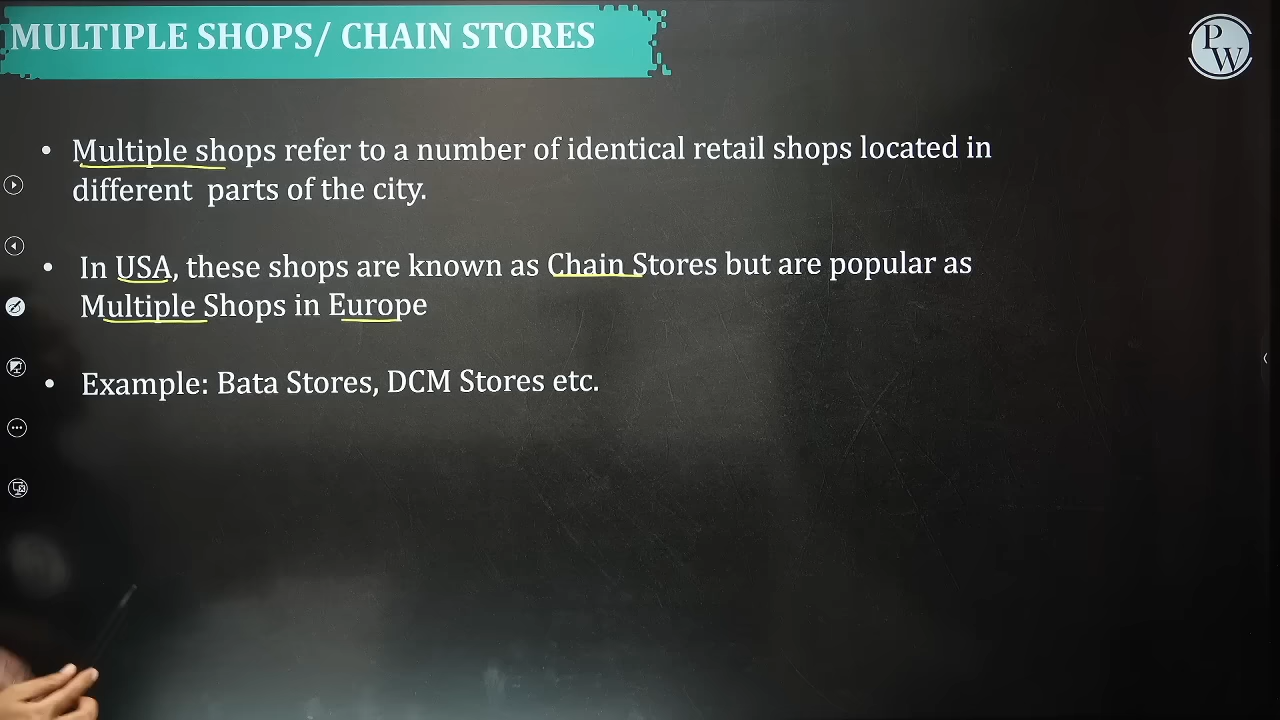 MULTIPLE SHOPS/ CHAIN STORES
PW
• Multiple shops refer to a number of identical retail shops located in
different parts of the city.
• In USA, these shops are known as Chain Stores but are popular as
Multiple Shops in Europe
• Example: Bata Stores, DCM Stores etc.